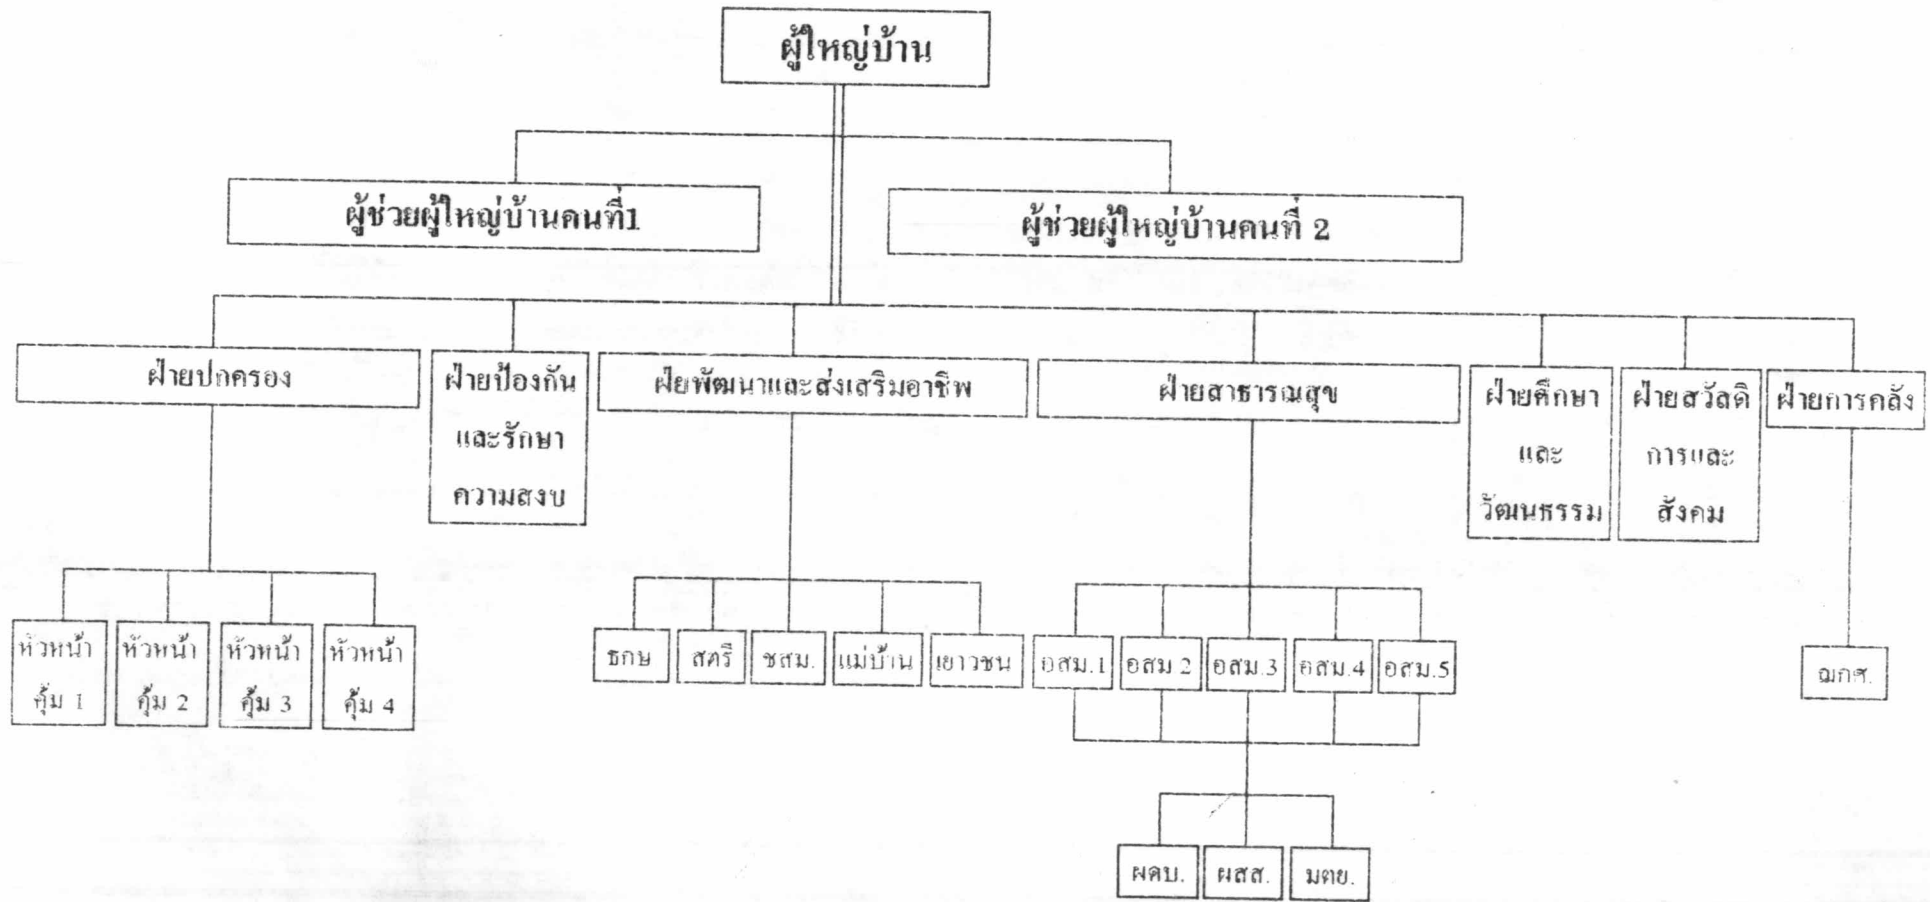 ผู้ใหญ่บ้าน
ผู้ช่วยผู้ใหญ่บ้านคนที่1
ผู้ช่วยผู้ใหญ่บ้านคนที่ 2
ฝ่ายปกครอง
ฝ่ายป้องกัน
และรักษา
ความสงบ
ฝ่ยพัฒนาและส่งเสริมอาชีพ
ฝ่ายสาธารณสุข
ฝ่ายศึกษา
และ
วัฒนธรรม
ฝ่ายสวัสดิ
การและ
สังคม
ฝ่ายการคลัง
หัวหน้า
คุ้ม 1
หัวหน้า
คุ้ม 2
หัวหน้า
คุ้ม 3
หัวหน้า
คุ้ม 4
ธกษ
สตรี
ชสม.
แม่บ้าน
เยาวชน
อสม.1
อสม 2
อสม.3
อสม.4
อสม.5
ฌกศ.
ผดบ.
ผสส.
มตย.